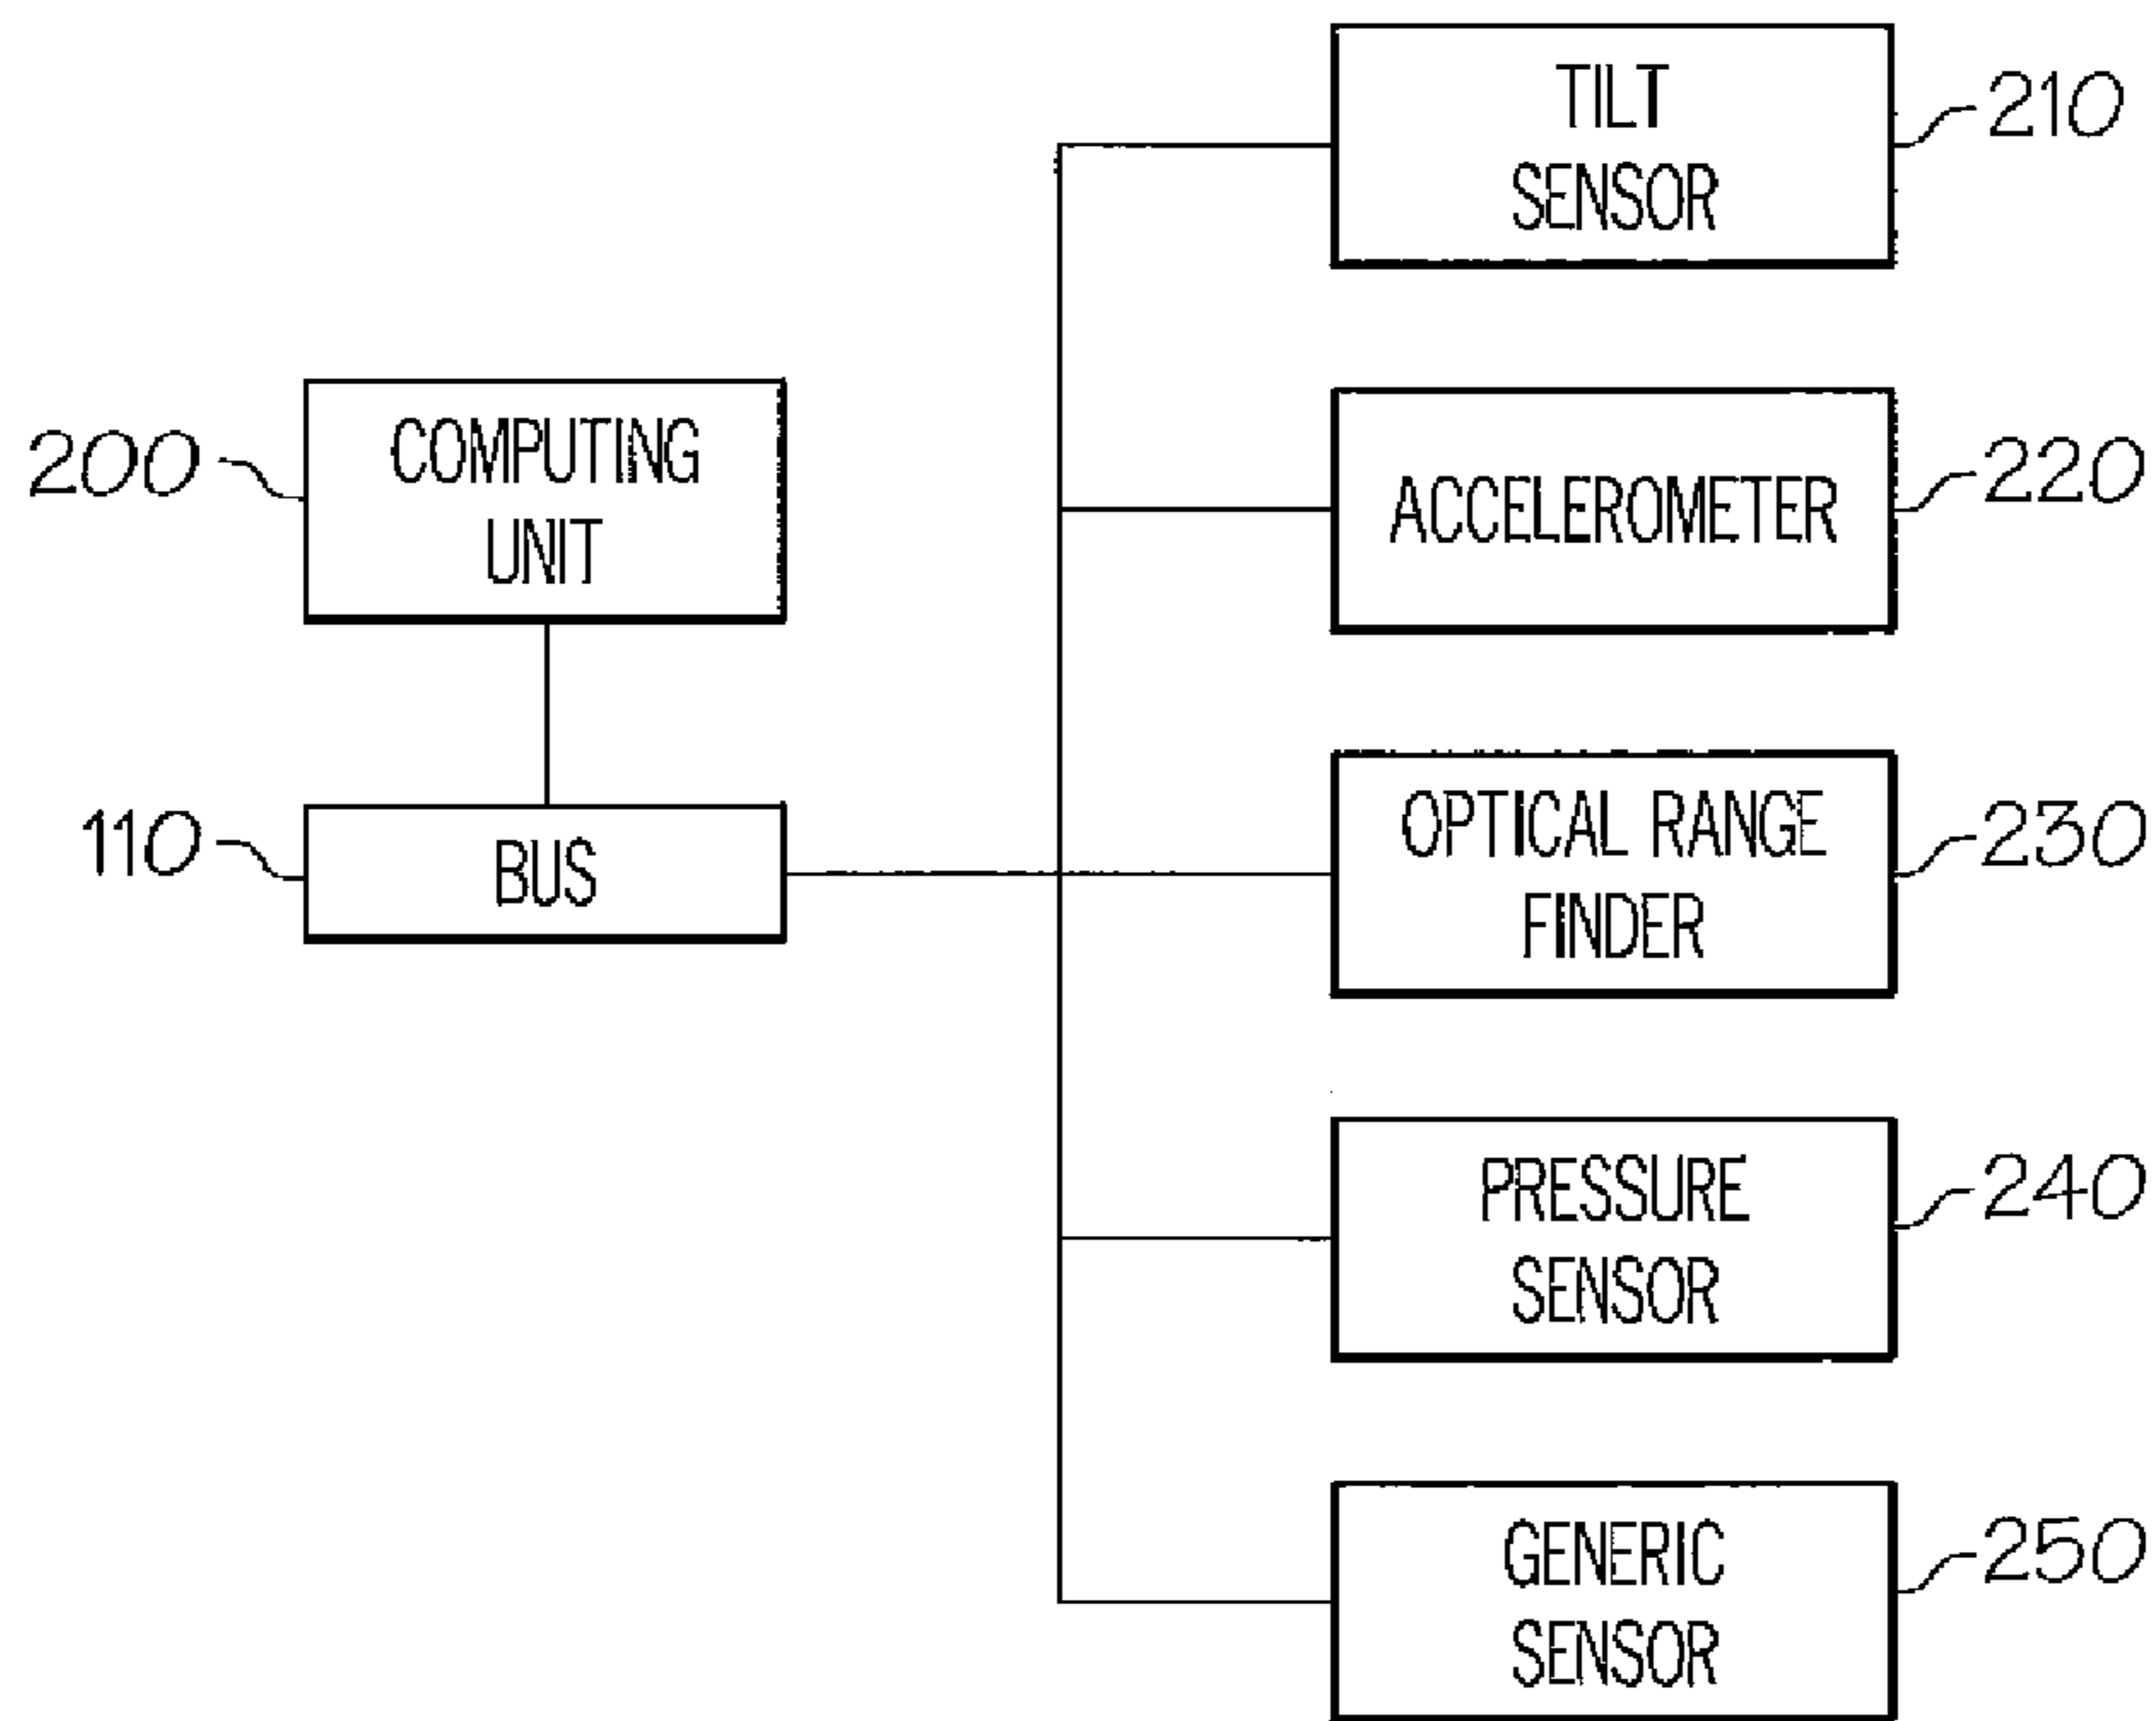 TILT
SENSOR
210
COMPUTING
UNIT
200
ACCELEROMETER
220
110
BUS
OPTICAL RANGE
FINDER
230
PRESSURE
SENSOR
240
GENERIC
SENSOR
250